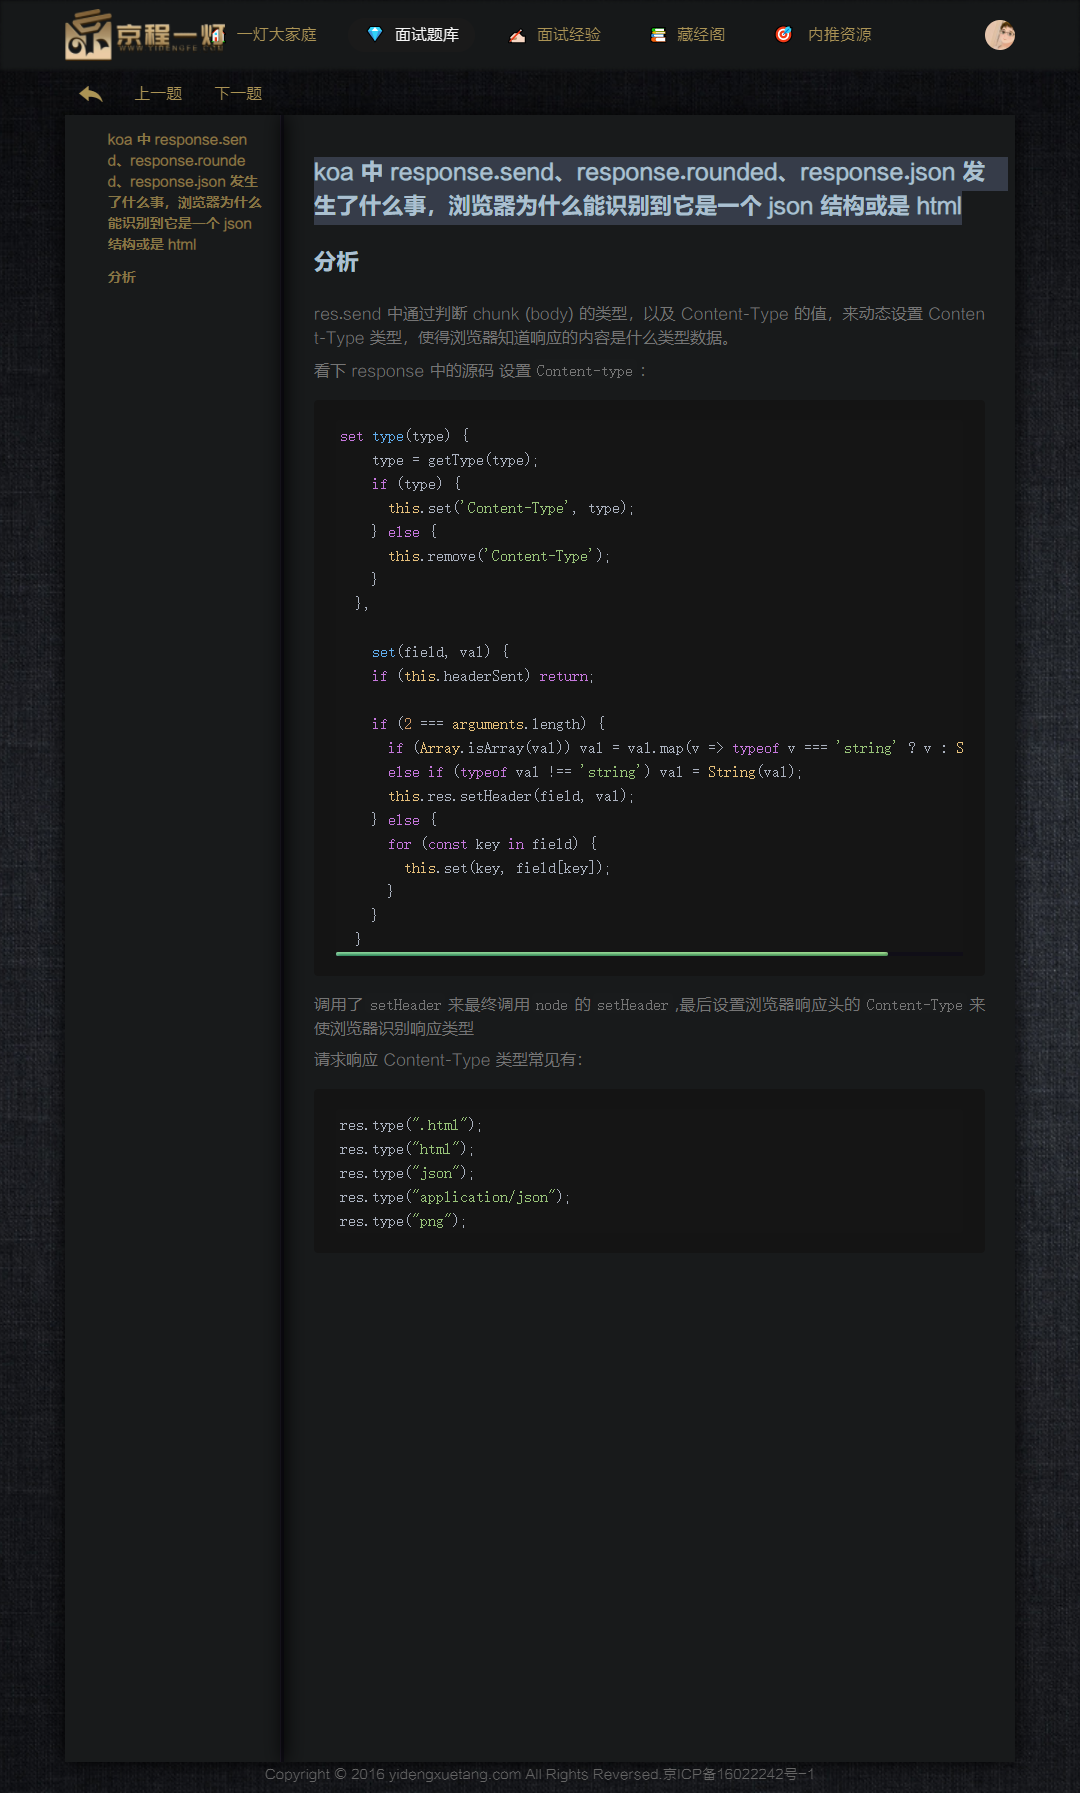 京程一灯
WWW.YIDENGFE.COM
一灯大家庭
面试题库
面试经验
藏经阁
内推资源
上一题
下一题
koa 中 response.sen
d、response.rounde
d、response.json 发生
了什么事，浏览器为什么
能识别到它是一个 json
结构或是 html
分析
koa 中 response.send、response.rounded、response.json 发
生了什么事，浏览器为什么能识别到它是一个 json 结构或是 html
分析
res.send 中通过判断 chunk (body) 的类型，以及 Content-Type 的值，来动态设置 Conten
t-Type 类型，使得浏览器知道响应的内容是什么类型数据。
看下 response 中的源码 设置 Content-type ：
set type(type) {
    type = getType(type);
    if (type) {
      this.set('Content-Type', type);
    } else {
      this.remove('Content-Type');
    }
  },
    set(field, val) {
    if (this.headerSent) return;
    if (2 === arguments.length) {
      if (Array.isArray(val)) val = val.map(v => typeof v === 'string' ? v : S
      else if (typeof val !== 'string') val = String(val);
      this.res.setHeader(field, val);
    } else {
      for (const key in field) {
        this.set(key, field[key]);
      }
    }
  }
调用了 setHeader 来最终调用 node 的 setHeader ,最后设置浏览器响应头的 Content-Type 来
使浏览器识别响应类型
请求响应 Content-Type 类型常见有：
res.type(".html");
res.type("html");
res.type("json");
res.type("application/json");
res.type("png");
Copyright © 2016 yidengxuetang.com All Rights Reversed.京ICP备16022242号-1